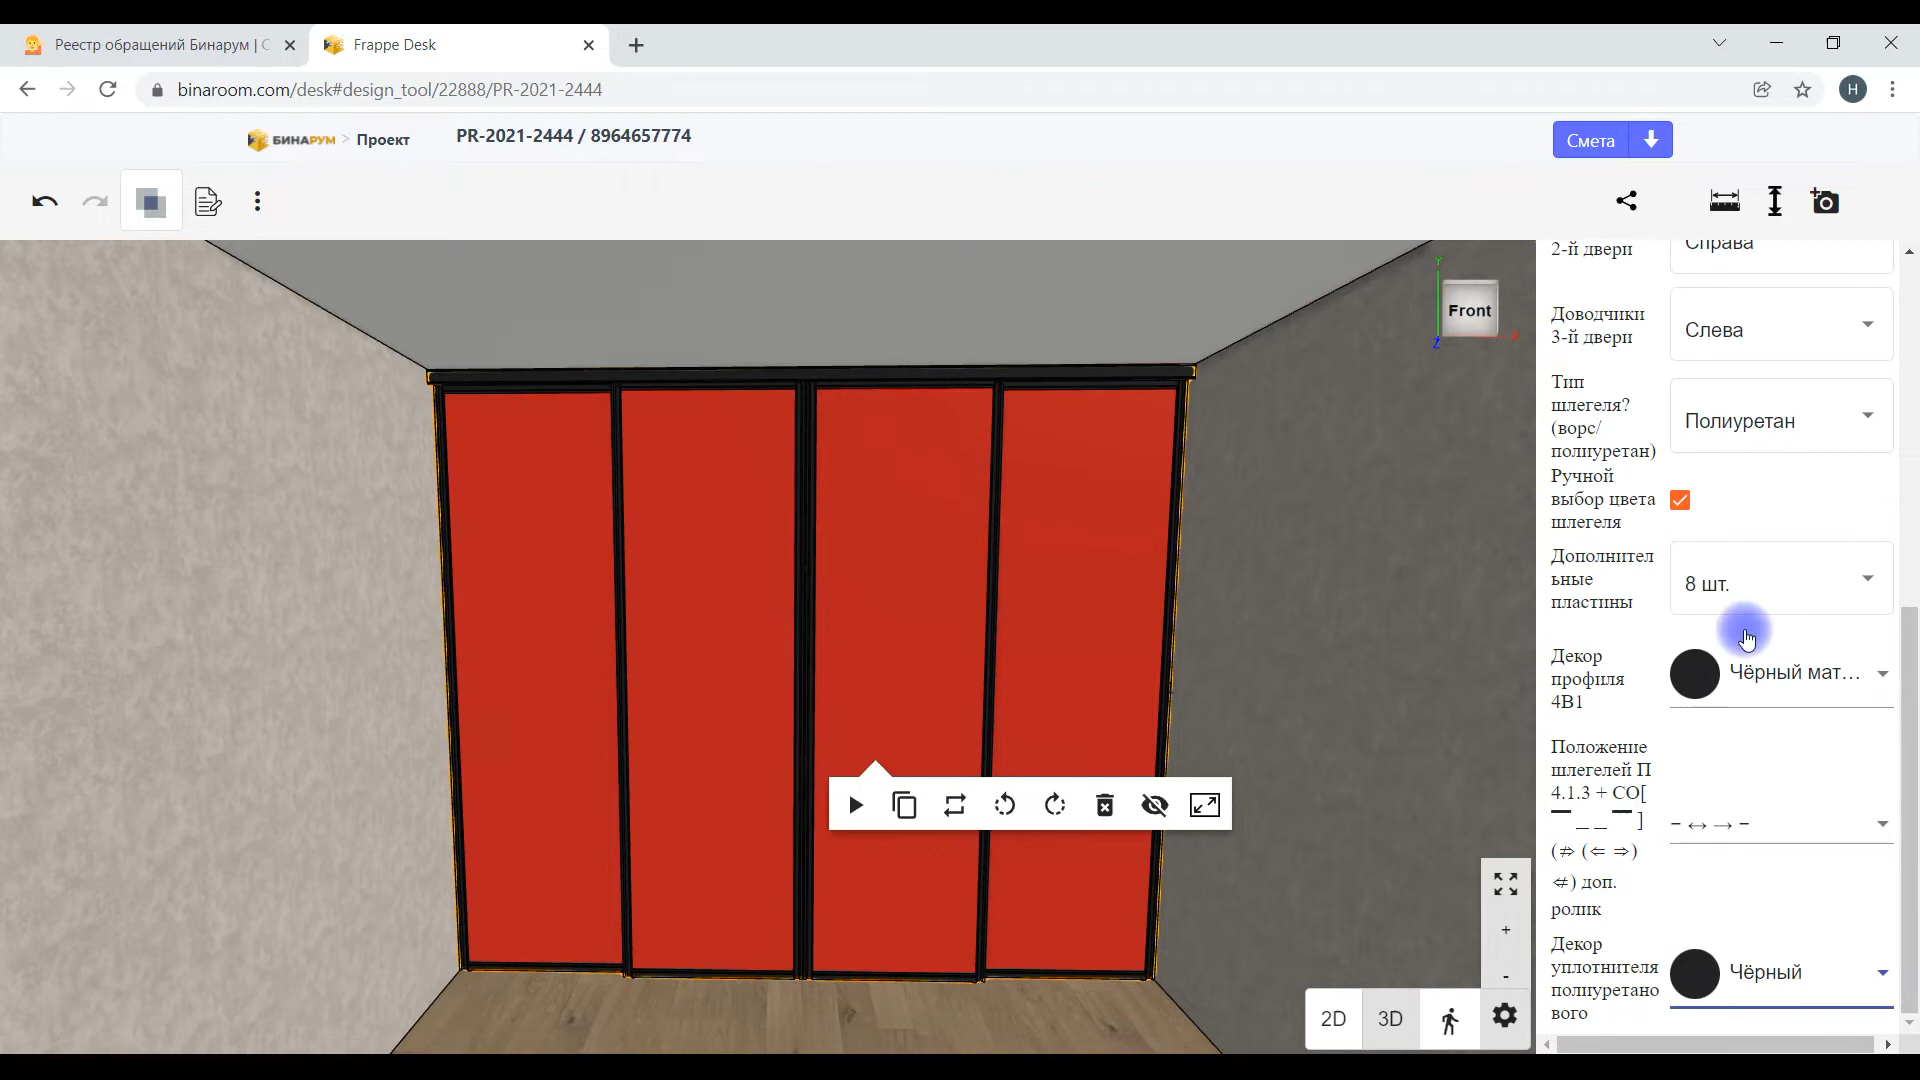 Реестр обращений Бинарум | С
Frappe Desk
binaroom.com/desk#design_tool/22888/PR-2021-2444
H
БИНАРУМ > Проект
PR-2021-2444 / 8964657774
Смета
Y
Front
X
Z
2-й двери
Справа
Доводчики
3-й двери
Слева
Тип
шлегеля?
(ворс/
полиуретан)
Полиуретан
Ручной
выбор цвета
шлегеля
Дополнител
ьные
пластины
8 шт.
Декор
профиля
4В1
Чёрный мат...
Положение
шлегелей П
4.1.3 + СО[
¯ _ _ ¯ ]
(⇏ (⇐ ⇒)
⇍) доп.
ролик
– ↔ → –
Декор
уплотнителя
полиуретано
вого
Чёрный
+
-
2D
3D